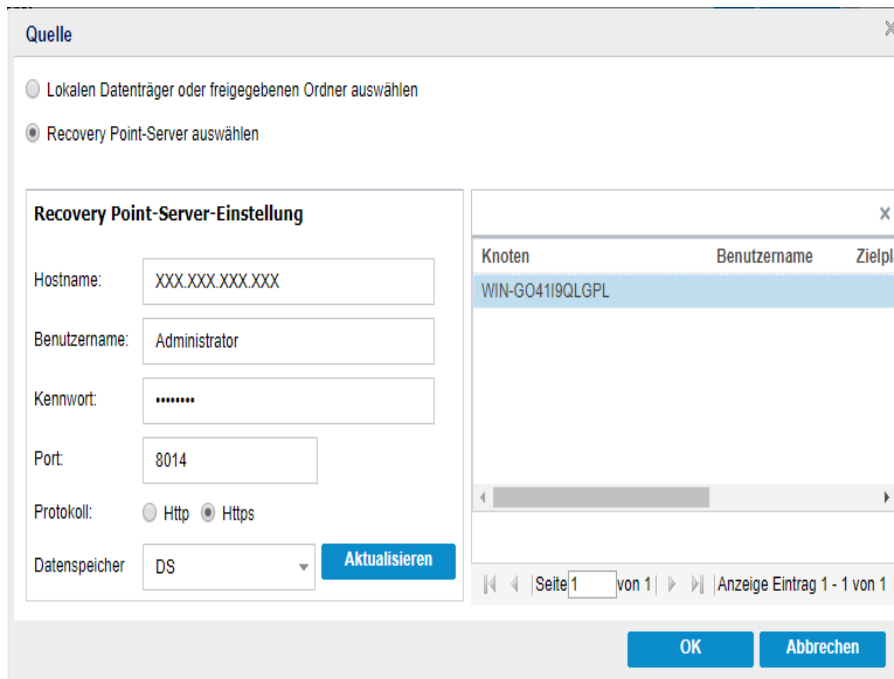 Quelle
Lokalen Datenträger oder freigegebenen Ordner auswählen
Recovery Point-Server auswählen
Recovery Point-Server-Einstellung
Hostname: XXX.XXX.XXX.XXX
Benutzername: Administrator
Kennwort: ••••••••
Port: 8014
Protokoll: Http Https
Datenspeicher DS Aktualisieren
Knoten Benutzername Zielpl
WIN-GO41I9QLGPL
Seite 1 von 1 Anzeige Eintrag 1 - 1 von 1
OK Abbrechen